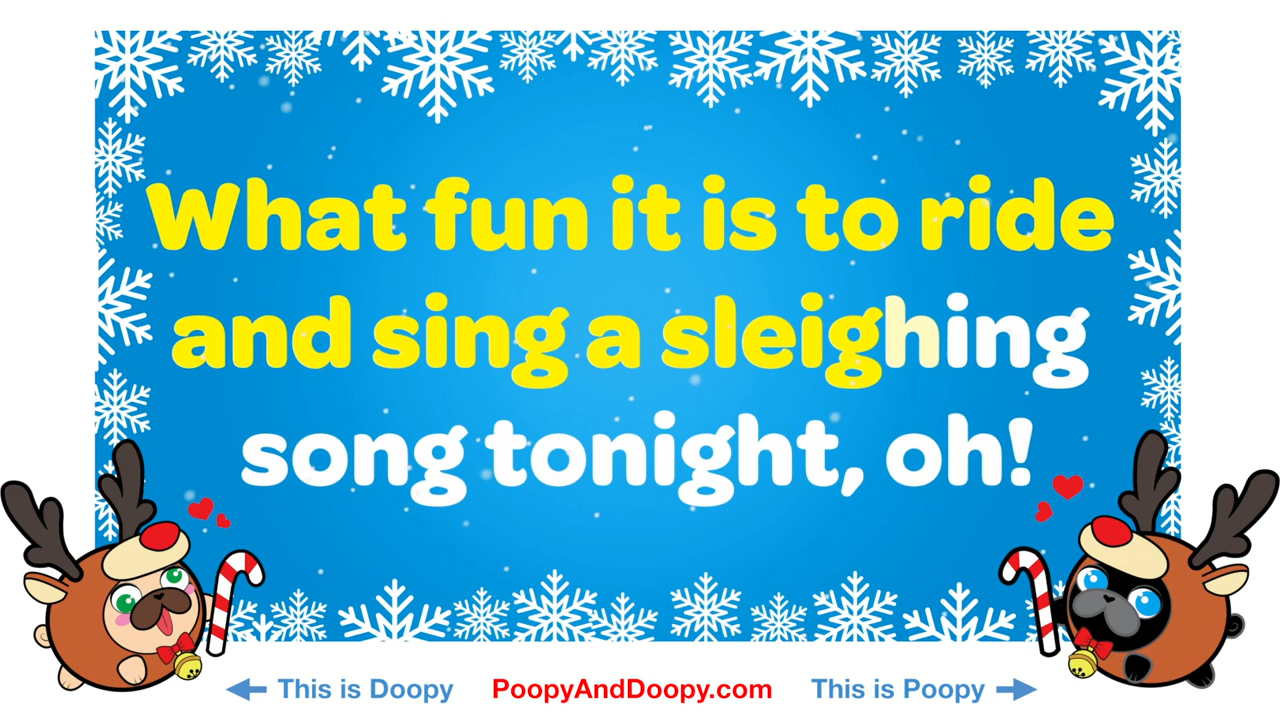 What fun it is to ride
and sing a sleighing
song tonight, oh!
This is Doopy PoopyAndDoopy.com This is Poopy